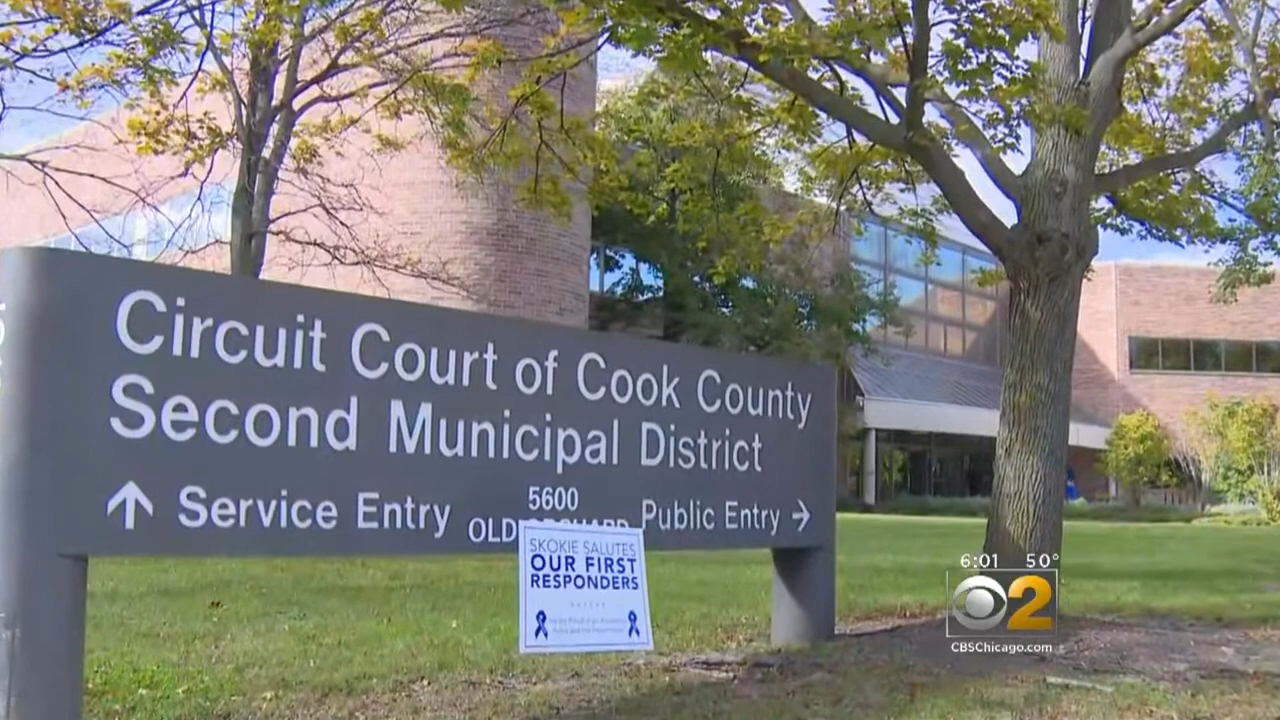 Circuit Court of Cook County
Second Municipal District
↑ Service Entry
5600
OLD ORCHARD
Public Entry →
SKOKIE SALUTES
OUR FIRST
RESPONDERS
6:01 50°
2
CBSChicago.com